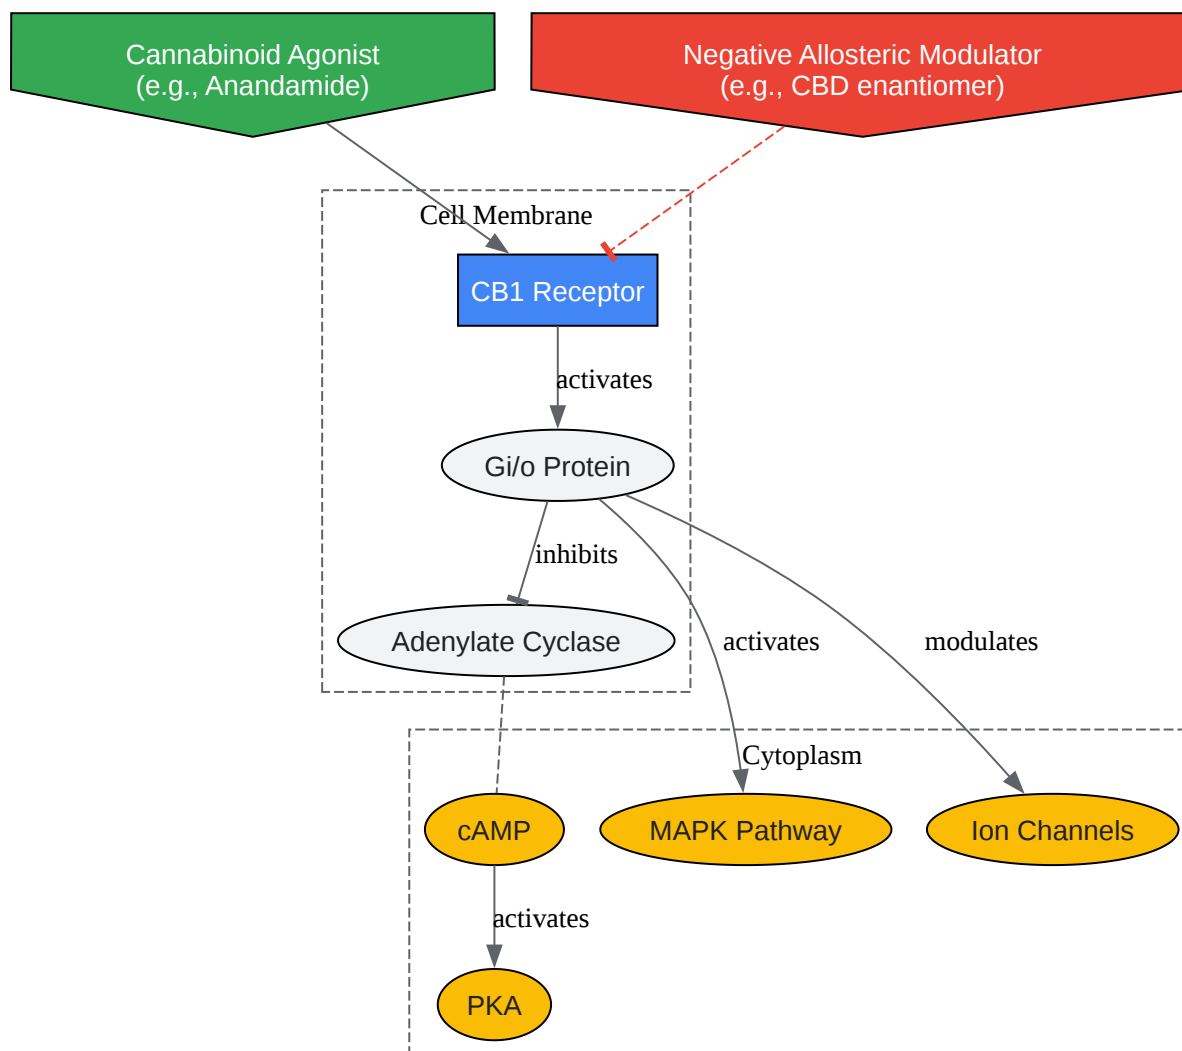 Cannabinoid Agonist
(e.g., Anandamide)
Negative Allosteric Modulator
(e.g., CBD enantiomer)
Cell Membrane
CB1 Receptor
activates
Gi/o Protein
inhibits
Adenylate Cyclase
activates
modulates
Cytoplasm
cAMP
MAPK Pathway
Ion Channels
activates
PKA